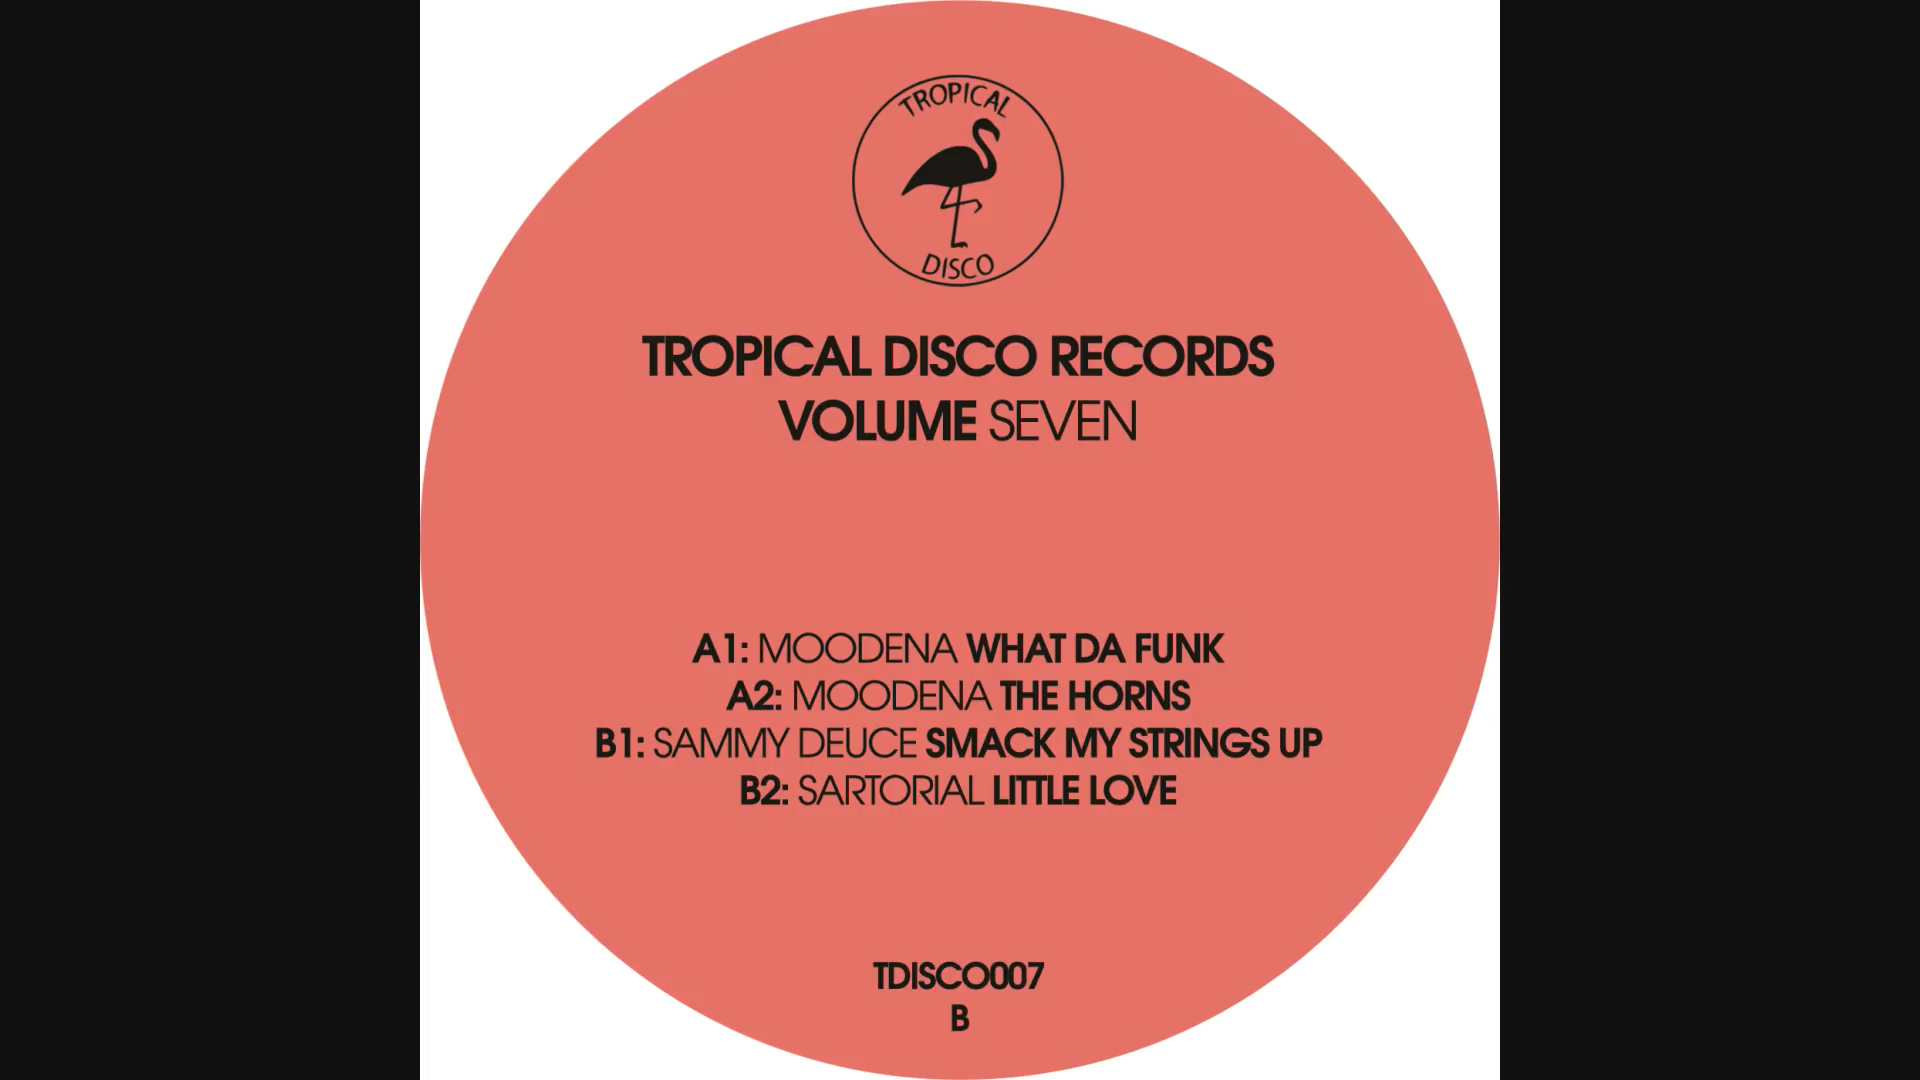 TROPICAL
DISCO
TROPICAL DISCO RECORDS
VOLUME SEVEN
A1: MOODENA WHAT DA FUNK
A2: MOODENA THE HORNS
B1: SAMMY DEUCE SMACK MY STRINGS UP
B2: SARTORIAL LITTLE LOVE
TDISCO007
B